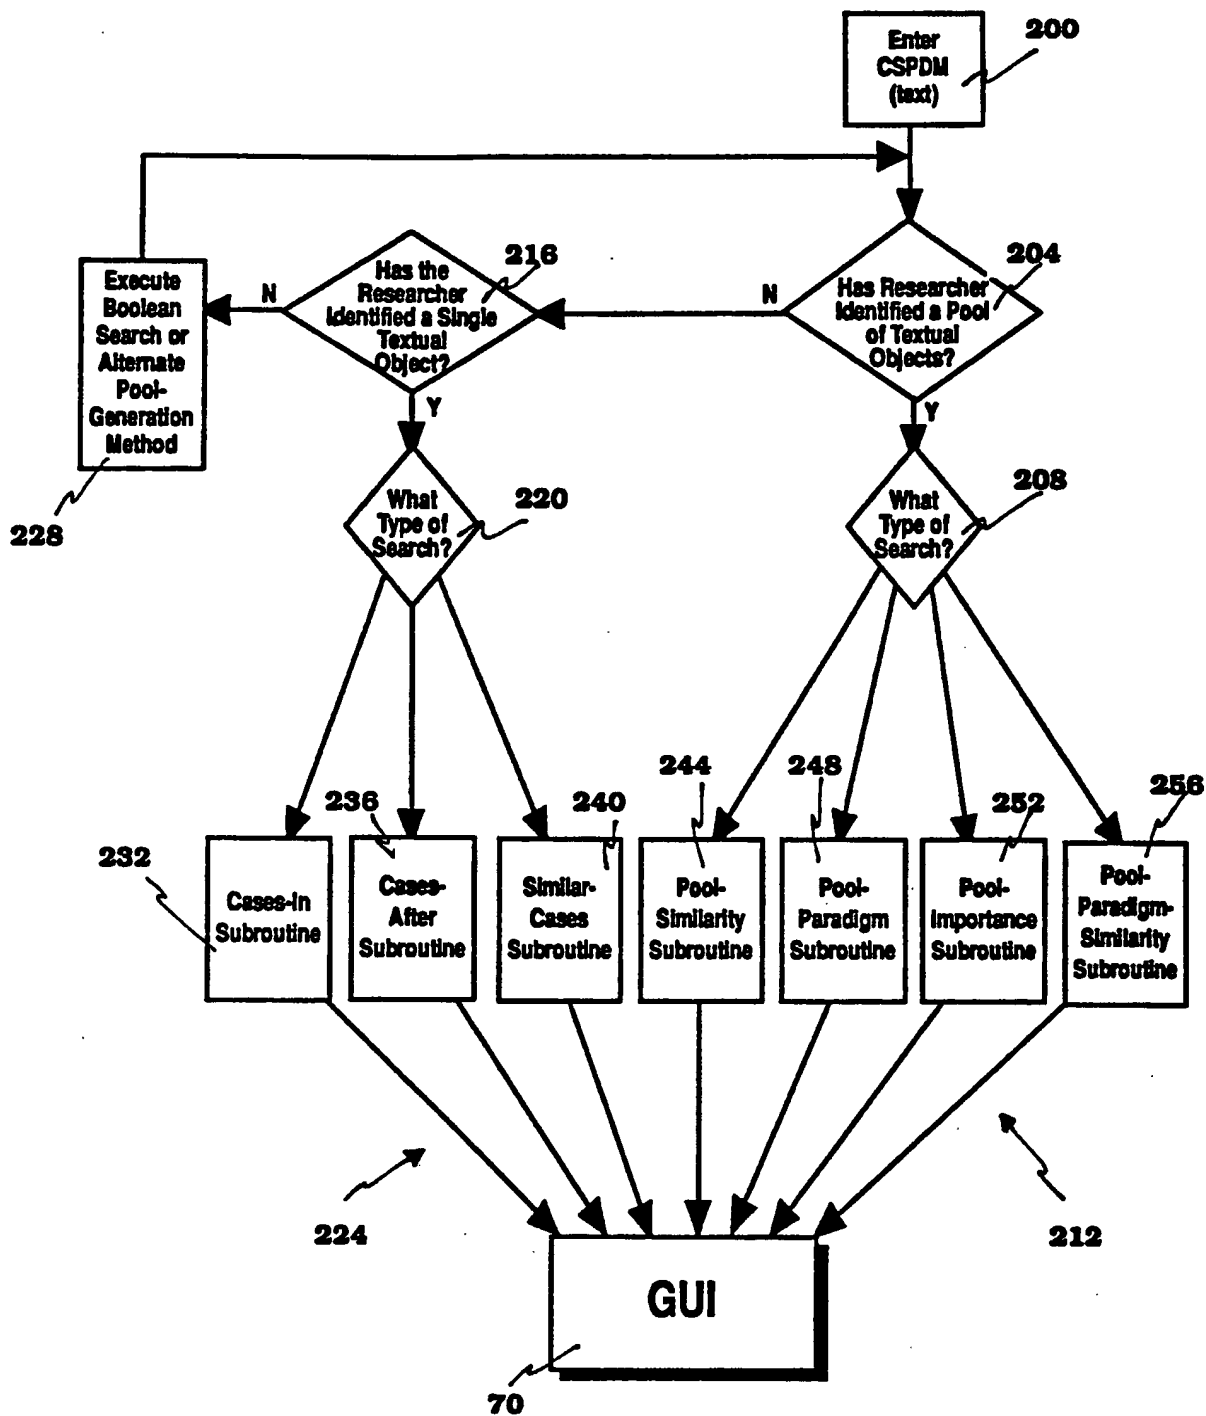 200
Enter
CSPDM
(text)
204
Has Researcher
Identified a Pool
of Textual
Objects?
N
Y
216
Has the
Researcher
Identified a Single
Textual
Object?
N
Y
Execute
Boolean
Search or
Alternate
Pool-
Generation
Method
228
220
What
Type of
Search?
208
What
Type of
Search?
232
Cases-In
Subroutine
236
Cases-
After
Subroutine
240
Similar-
Cases
Subroutine
244
Pool-
Similarity
Subroutine
248
Pool-
Paradigm
Subroutine
252
Pool-
Importance
Subroutine
256
Pool-
Paradigm-
Similarity
Subroutine
224
212
GUI
70